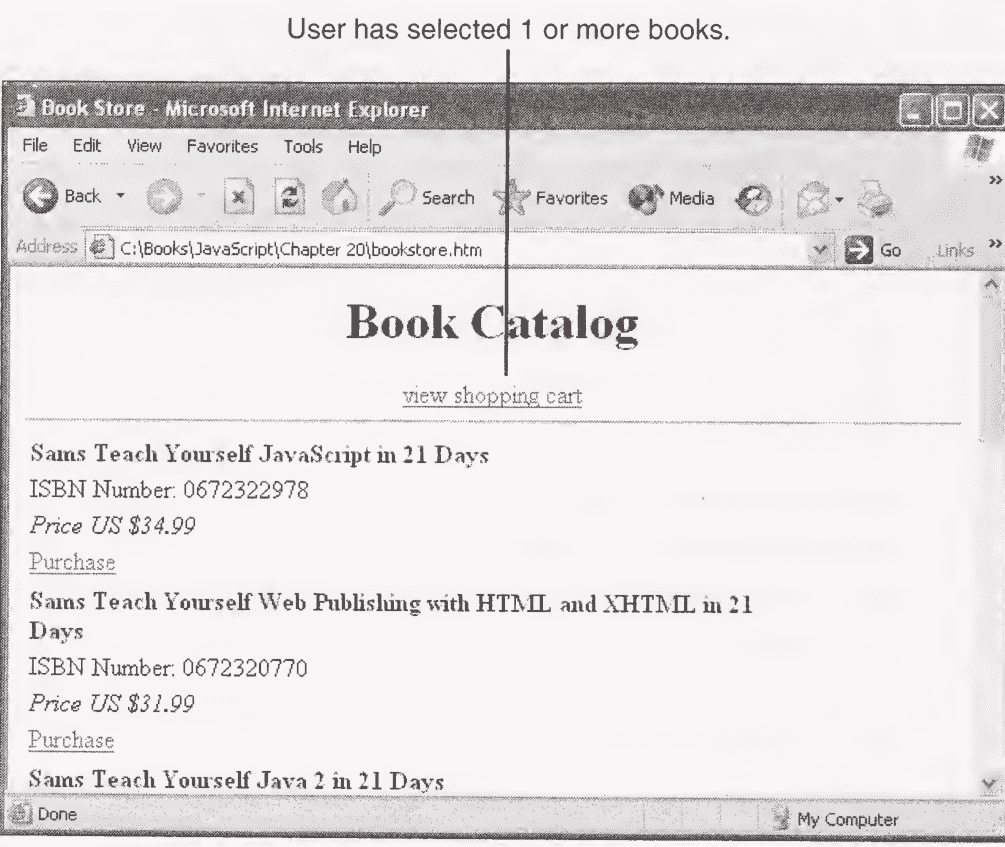 User has selected 1 or more books.
Book Store - Microsoft Internet Explorer
File Edit View Favorites Tools Help
Back Search Favorites Media »
Address C:\Books\JavaScript\Chapter 20\bookstore.htm Go Links »
Book Catalog
view shopping cart
Sams Teach Yourself JavaScript in 21 Days
ISBN Number: 0672322978
Price US $34.99
Purchase
Sams Teach Yourself Web Publishing with HTML and XHTML in 21
Days
ISBN Number: 0672320770
Price US $31.99
Purchase
Sams Teach Yourself Java 2 in 21 Days
Done My Computer